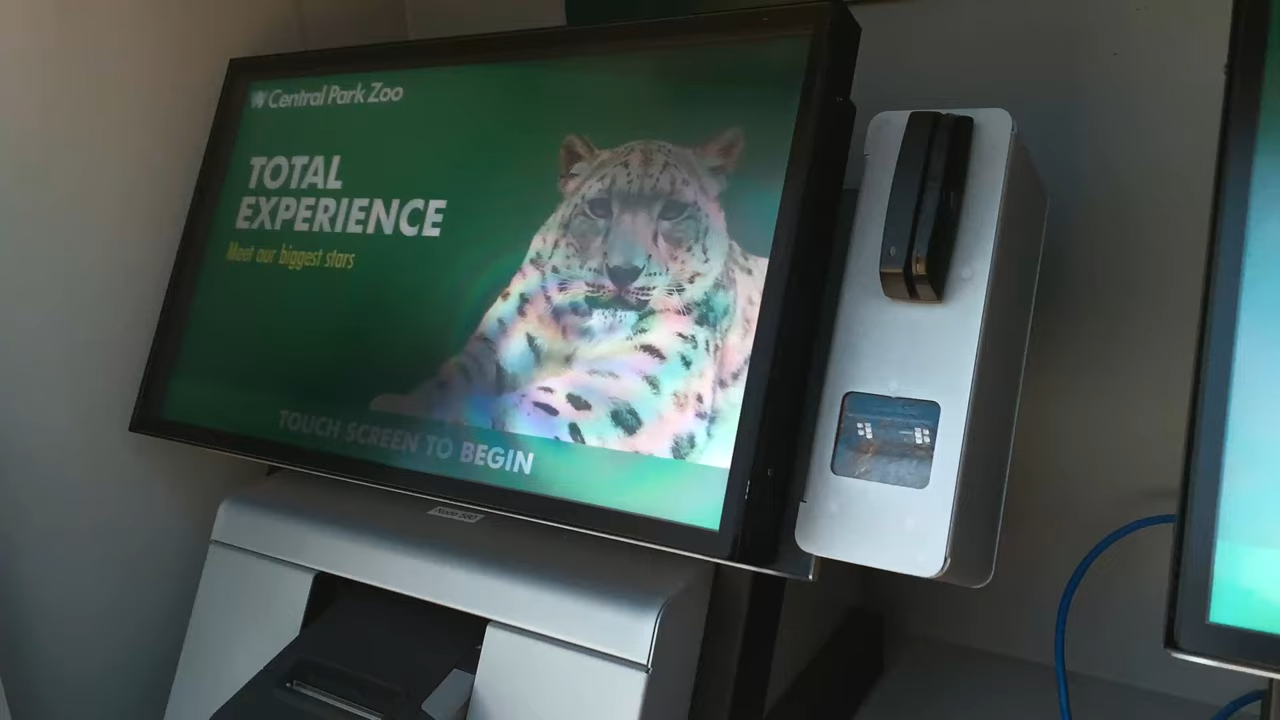 Central Park Zoo
TOTAL
EXPERIENCE
Meet our biggest stars
TOUCH SCREEN TO BEGIN